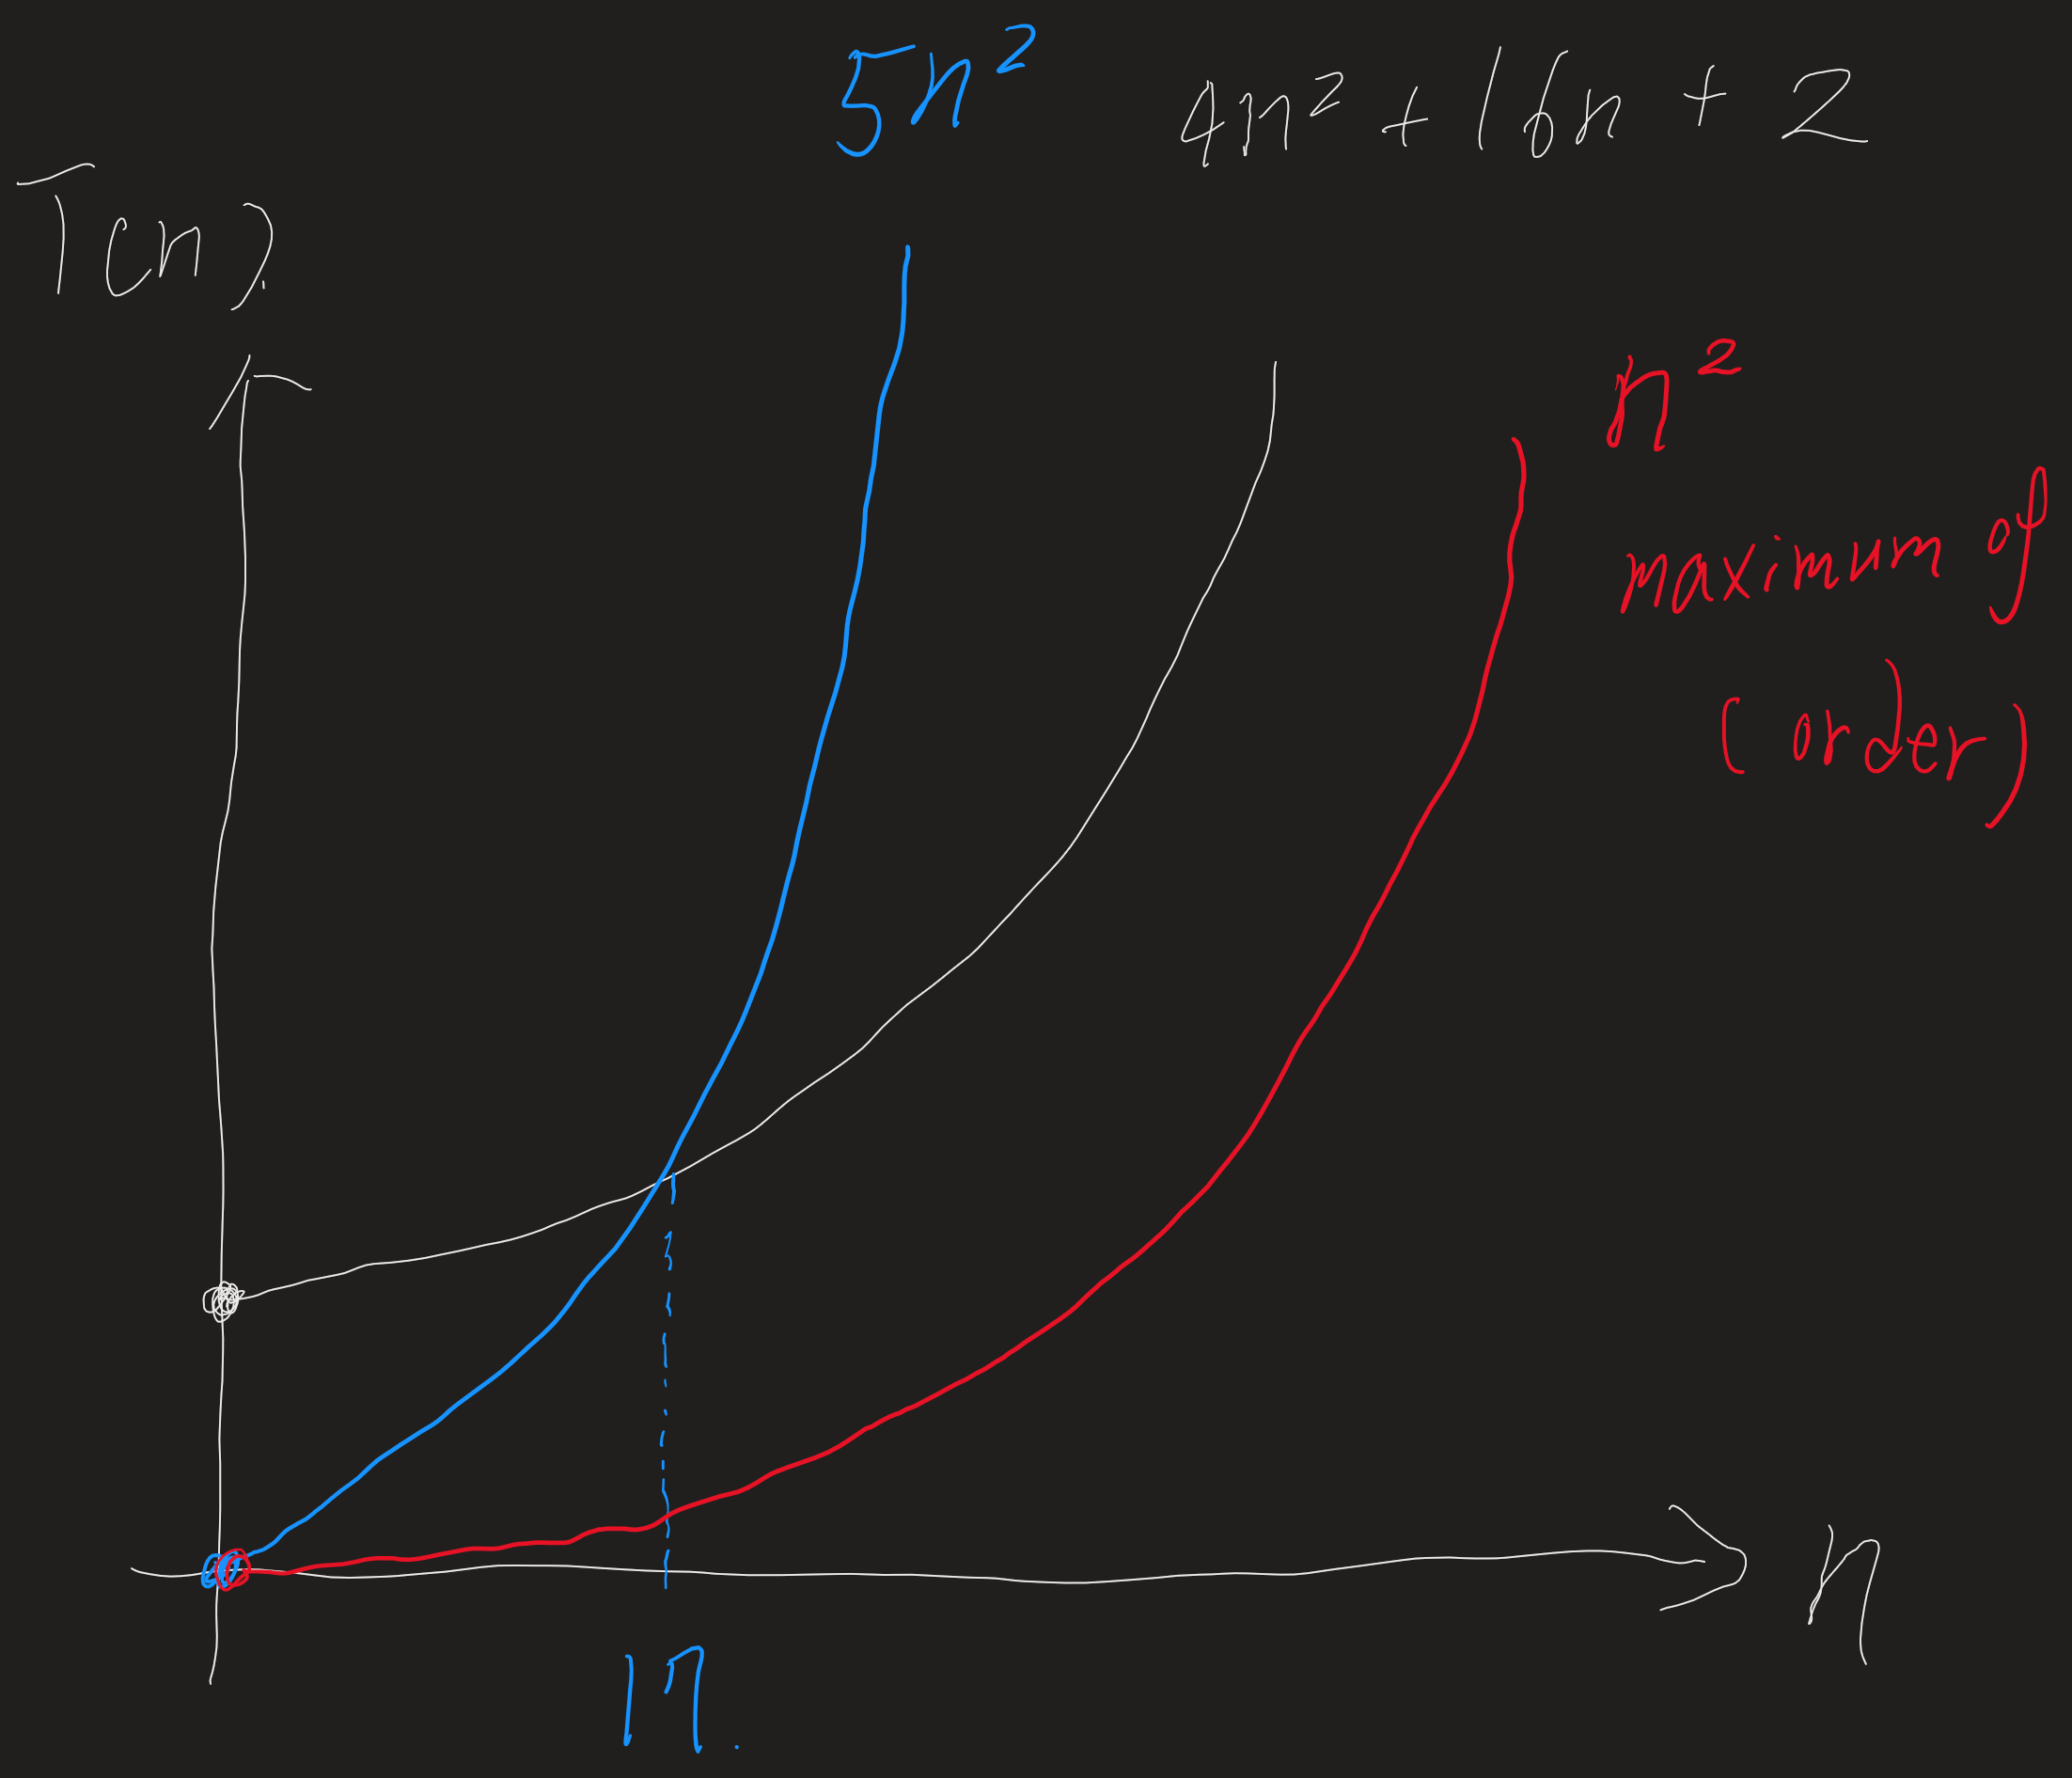 5n²
4n² + 16n + 2
T(n)
n²
maximum of
(order)
17.
n